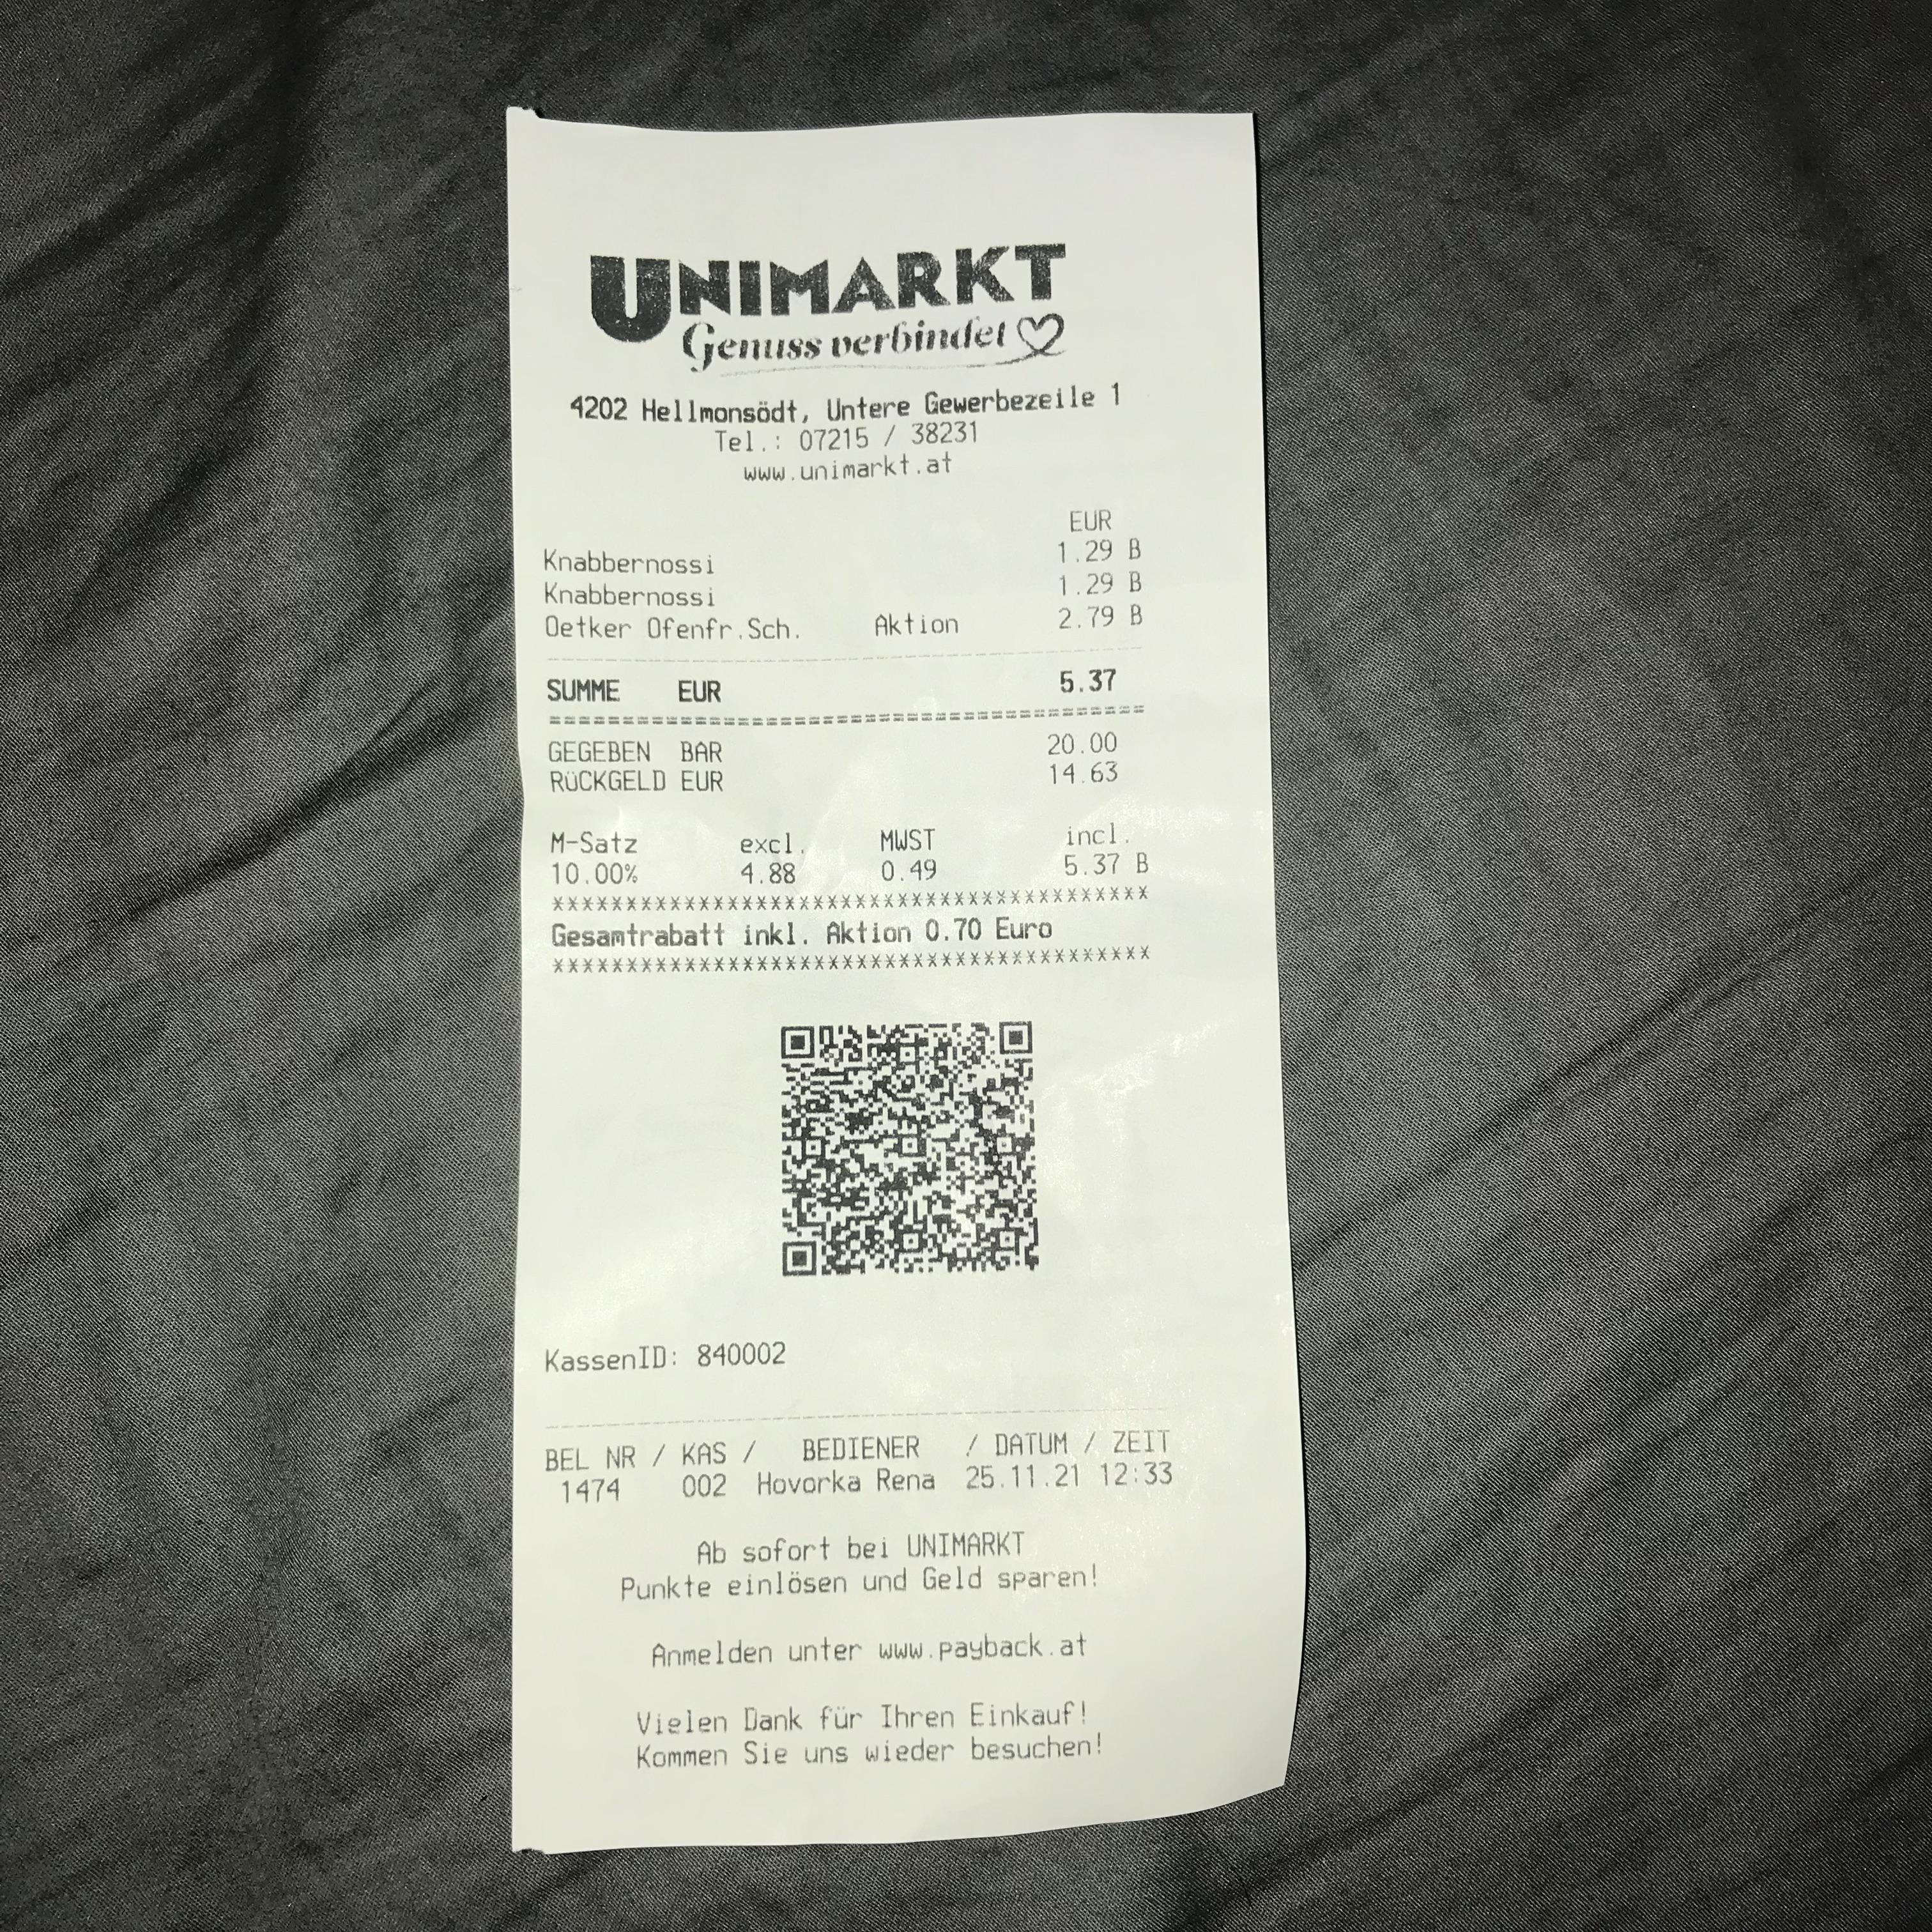 UNIMARKT
Genuss verbindet
4202 Hellmonsödt, Untere Gewerbezeile 1
Tel.: 07215 / 38231
www.unimarkt.at
EUR
Knabbernossi 1.29 B
Knabbernossi 1.29 B
Oetker Ofenfr.Sch. Aktion 2.79 B
SUMME EUR 5.37
GEGEBEN BAR 20.00
RÜCKGELD EUR 14.63
M-Satz excl. MWST incl.
10.00% 4.88 0.49 5.37 B
*****************************************
Gesamtrabatt inkl. Aktion 0.70 Euro
*****************************************
KassenID: 840002
BEL NR / KAS / BEDIENER / DATUM / ZEIT
1474 002 Hovorka Rena 25.11.21 12:33
Ab sofort bei UNIMARKT
Punkte einlösen und Geld sparen!
Anmelden unter www.payback.at
Vielen Dank für Ihren Einkauf!
Kommen Sie uns wieder besuchen!